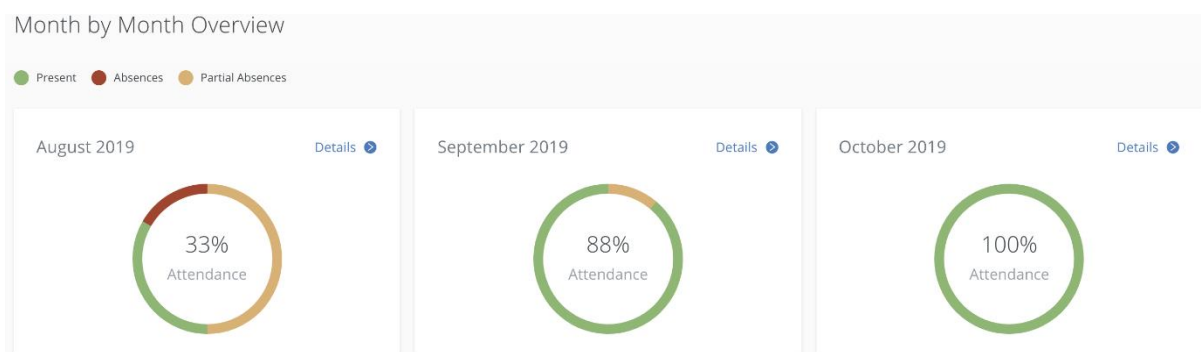 Month by Month Overview
Present Absences Partial Absences
August 2019 Details
33%
Attendance
September 2019 Details
88%
Attendance
October 2019 Details
100%
Attendance